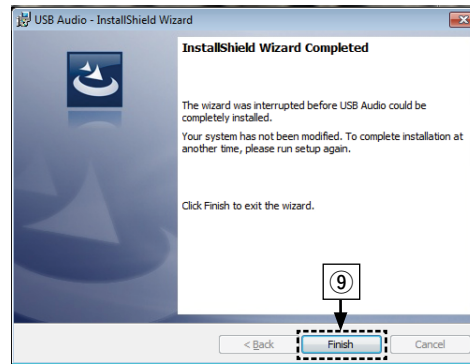 USB Audio - InstallShield Wizard
InstallShield Wizard Completed
The wizard was interrupted before USB Audio could be
completely installed.
Your system has not been modified. To complete installation at
another time, please run setup again.
Click Finish to exit the wizard.
⑨
< Back Finish Cancel